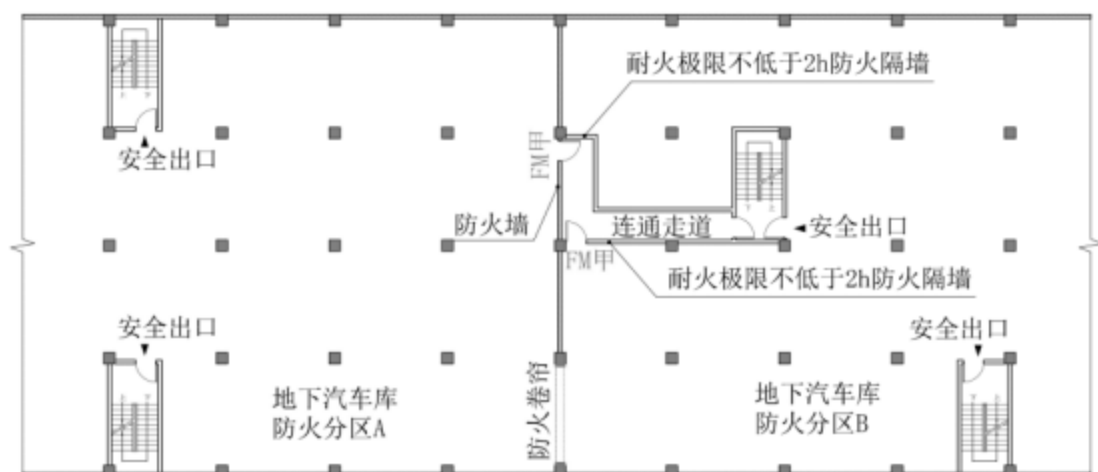 耐火极限不低于2h防火隔墙
安全出口
FM甲
防火墙
连通走道
安全出口
FM甲
耐火极限不低于2h防火隔墙
安全出口
安全出口
防火卷帘
地下汽车库
防火分区A
地下汽车库
防火分区B